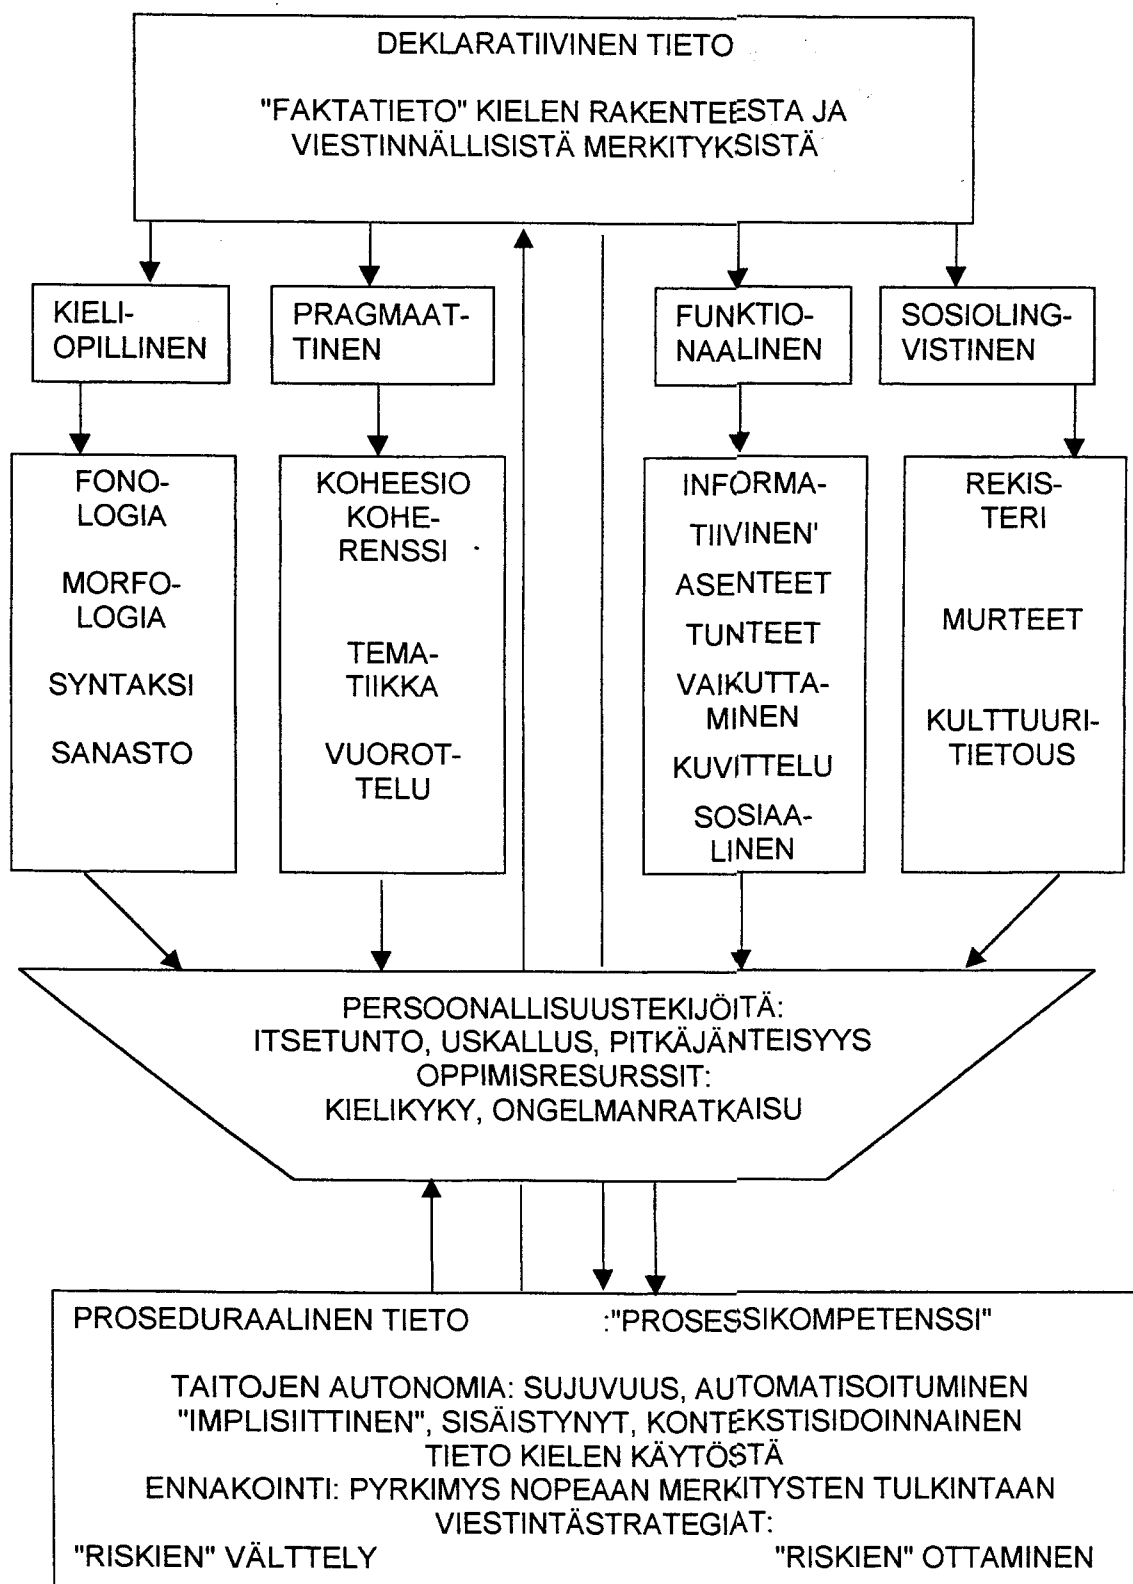 DEKLARATIIVINEN TIETO
"FAKTATIETO" KIELEN RAKENTEESTA JA
VIESTINNÄLLISISTÄ MERKITYKSISTÄ
KIELI-
OPILLINEN
PRAGMAAT-
TINEN
FUNKTIO-
NAALINEN
SOSIOLING-
VISTINEN
FONO-
LOGIA
MORFO-
LOGIA
SYNTAKSI
SANASTO
KOHEESIO
KOHE-
RENSSI
TEMA-
TIIKKA
VUOROT-
TELU
INFORMA-
TIIVINEN'
ASENTEET
TUNTEET
VAIKUTTA-
MINEN
KUVITTELU
SOSIAA-
LINEN
REKIS-
TERI
MURTEET
KULTTUURI-
TIETOUS
PERSOONALLISUUSTEKIJÖITÄ:
ITSETUNTO, USKALLUS, PITKÄJÄNTEISYYS
OPPIMISRESURSSIT:
KIELIKYKY, ONGELMANRATKAISU
PROSEDURAALINEN TIETO :"PROSESSIKOMPETENSSI"
TAITOJEN AUTONOMIA: SUJUVUUS, AUTOMATISOITUMINEN
"IMPLISIITTINEN", SISÄISTYNYT, KONTEKSTISIDOINNAINEN
TIETO KIELEN KÄYTÖSTÄ
ENNAKOINTI: PYRKIMYS NOPEAAN MERKITYSTEN TULKINTAAN
VIESTINTÄSTRATEGIAT:
"RISKIEN" VÄLTTELY "RISKIEN" OTTAMINEN